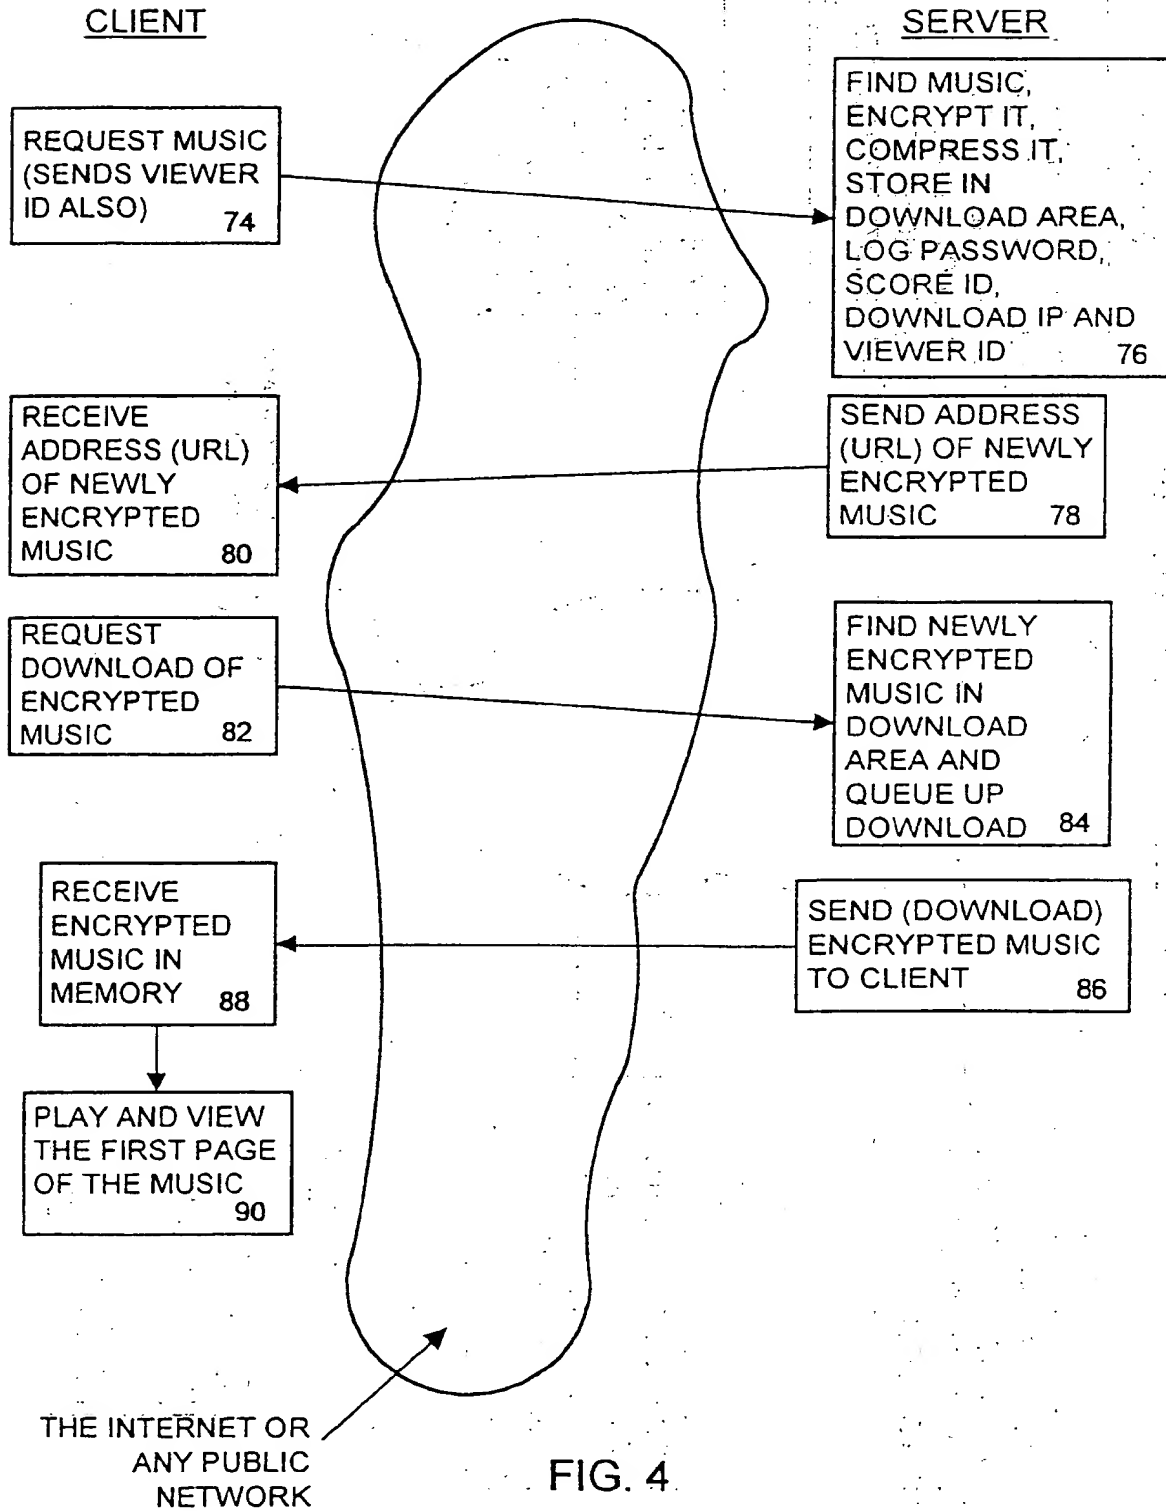 CLIENT
SERVER
REQUEST MUSIC
(SENDS VIEWER
ID ALSO)
74
FIND MUSIC,
ENCRYPT IT,
COMPRESS IT,
STORE IN
DOWNLOAD AREA,
LOG PASSWORD,
SCORE ID,
DOWNLOAD IP AND
VIEWER ID
76
SEND ADDRESS
(URL) OF NEWLY
ENCRYPTED
MUSIC
78
RECEIVE
ADDRESS (URL)
OF NEWLY
ENCRYPTED
MUSIC
80
REQUEST
DOWNLOAD OF
ENCRYPTED
MUSIC
82
FIND NEWLY
ENCRYPTED
MUSIC IN
DOWNLOAD
AREA AND
QUEUE UP
DOWNLOAD
84
SEND (DOWNLOAD)
ENCRYPTED MUSIC
TO CLIENT
86
RECEIVE
ENCRYPTED
MUSIC IN
MEMORY
88
PLAY AND VIEW
THE FIRST PAGE
OF THE MUSIC
90
THE INTERNET OR
ANY PUBLIC
NETWORK
FIG. 4